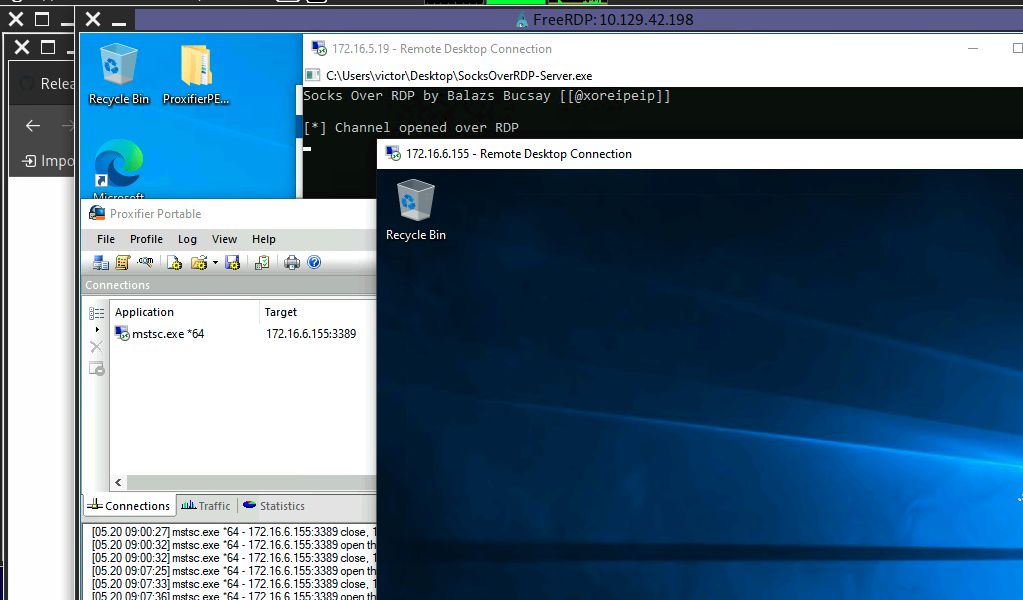 FreeRDP: 10.129.42.198
Relea
Impo
Recycle Bin
ProxifierPE...
Microsoft
172.16.5.19 - Remote Desktop Connection
C:\Users\victor\Desktop\SocksOverRDP-Server.exe
Socks Over RDP by Balazs Bucsay [[@xoreipeip]]
[*] Channel opened over RDP
172.16.6.155 - Remote Desktop Connection
Recycle Bin
Proxifier Portable
File Profile Log View Help
Connections
Application Target
mstsc.exe *64 172.16.6.155:3389
Connections Traffic Statistics
[05.20 09:00:27] mstsc.exe *64 - 172.16.6.155:3389 close, 1
[05.20 09:00:32] mstsc.exe *64 - 172.16.6.155:3389 open th
[05.20 09:00:32] mstsc.exe *64 - 172.16.6.155:3389 close, 1
[05.20 09:07:25] mstsc.exe *64 - 172.16.6.155:3389 open th
[05.20 09:07:33] mstsc.exe *64 - 172.16.6.155:3389 close, 1
[05.20 09:07:36] mstsc.exe *64 - 172.16.6.155:3389 open th